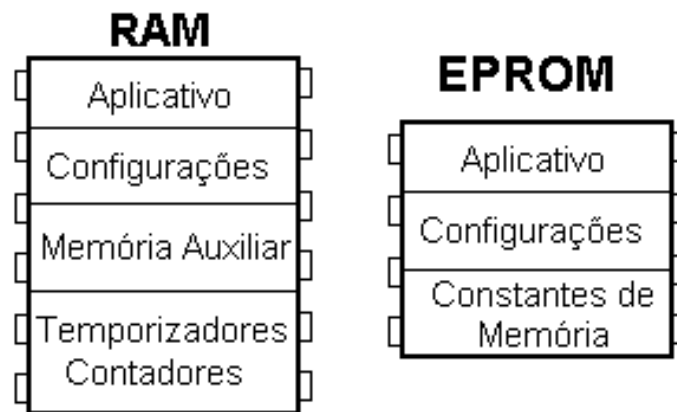 RAM
Aplicativo
Configurações
Memória Auxiliar
Temporizadores
Contadores
EPROM
Aplicativo
Configurações
Constantes de
Memória